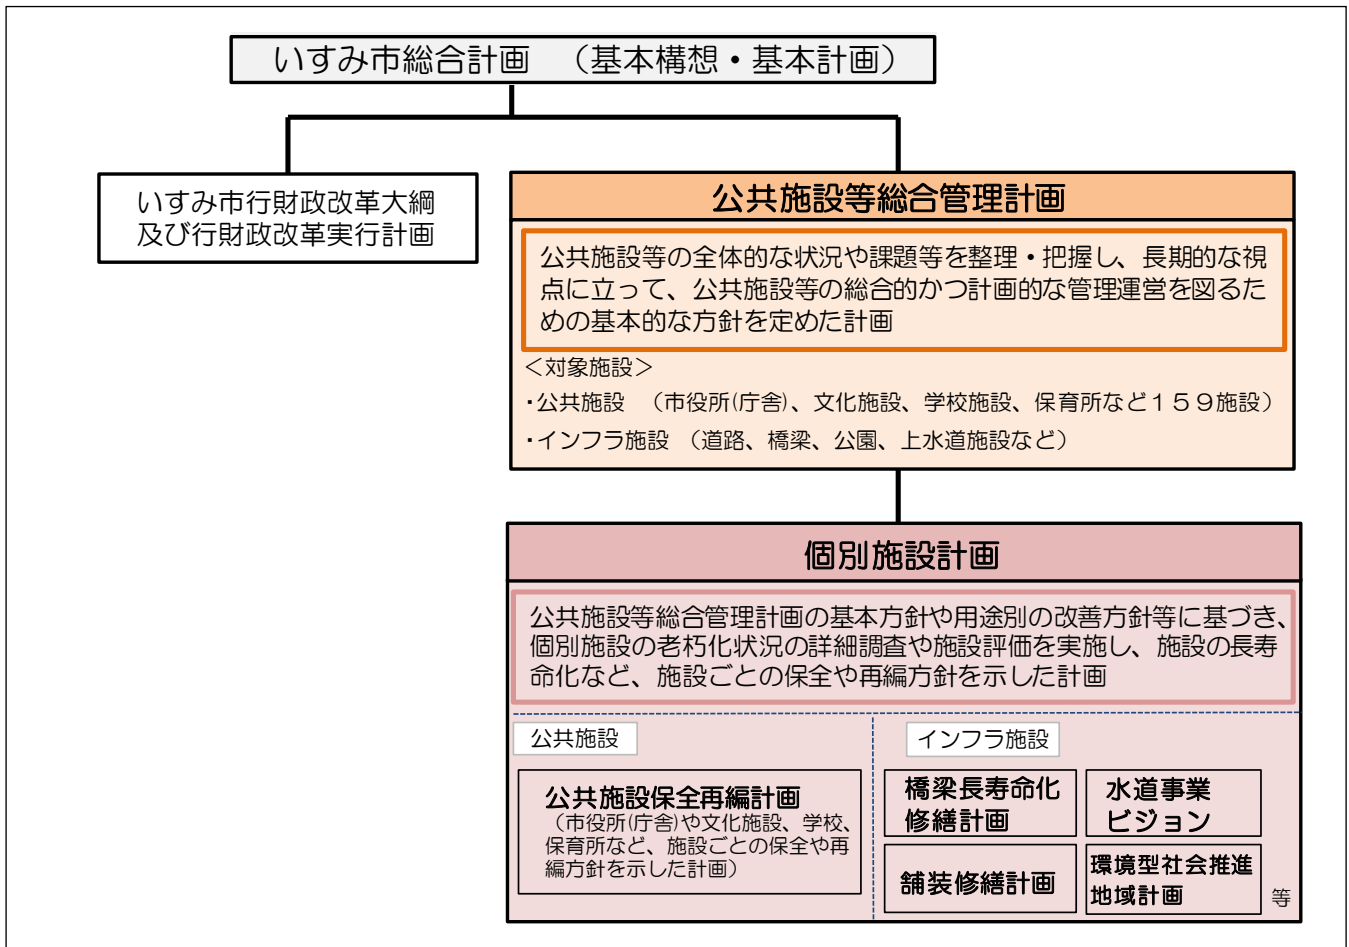 いすみ市総合計画　（基本構想・基本計画）
いすみ市行財政改革大綱
及び行財政改革実行計画
公共施設等総合管理計画
公共施設等の全体的な状況や課題等を整理・把握し、長期的な視
点に立って、公共施設等の総合的かつ計画的な管理運営を図るた
めの基本的な方針を定めた計画
＜対象施設＞
・公共施設　（市役所(庁舎)、文化施設、学校施設、保育所など１５９施設）
・インフラ施設　（道路、橋梁、公園、上水道施設など）
個別施設計画
公共施設等総合管理計画の基本方針や用途別の改善方針等に基づき、
個別施設の老朽化状況の詳細調査や施設評価を実施し、施設の長寿
命化など、施設ごとの保全や再編方針を示した計画
公共施設
公共施設保全再編計画
（市役所(庁舎)や文化施設、学校、
保育所など、施設ごとの保全や再
編方針を示した計画）
インフラ施設
橋梁長寿命化
修繕計画
水道事業
ビジョン
舗装修繕計画
環境型社会推進
地域計画
等